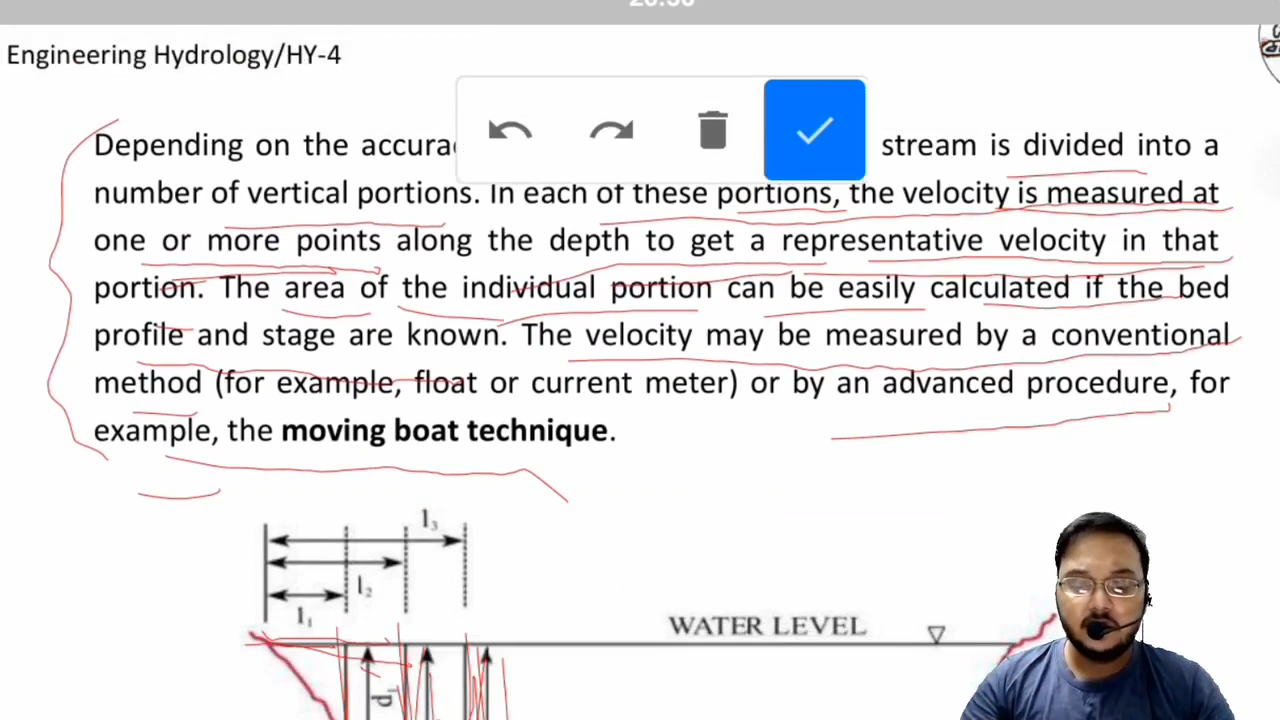 Engineering Hydrology/HY-4
Depending on the accura stream is divided into a
number of vertical portions. In each of these portions, the velocity is measured at
one or more points along the depth to get a representative velocity in that
portion. The area of the individual portion can be easily calculated if the bed
profile and stage are known. The velocity may be measured by a conventional
method (for example, float or current meter) or by an advanced procedure, for
example, the moving boat technique.
l₃
l₂
l₁
WATER LEVEL
d₁